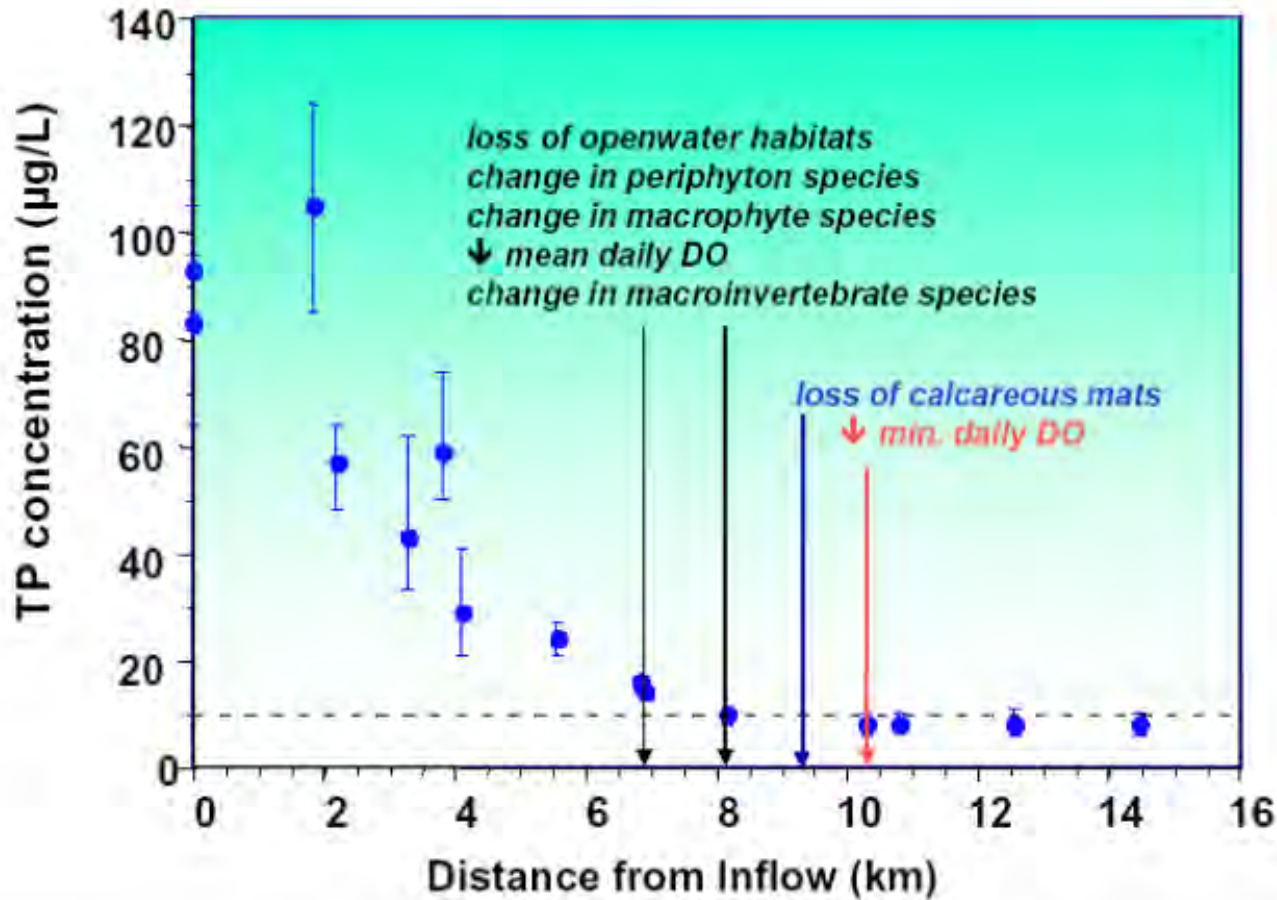 TP concentration (µg/L)
140
120
100
80
60
40
20
0
loss of openwater habitats
change in periphyton species
change in macrophyte species
↓ mean daily DO
change in macroinvertebrate species
loss of calcareous mats
↓ min. daily DO
0 2 4 6 8 10 12 14 16
Distance from Inflow (km)